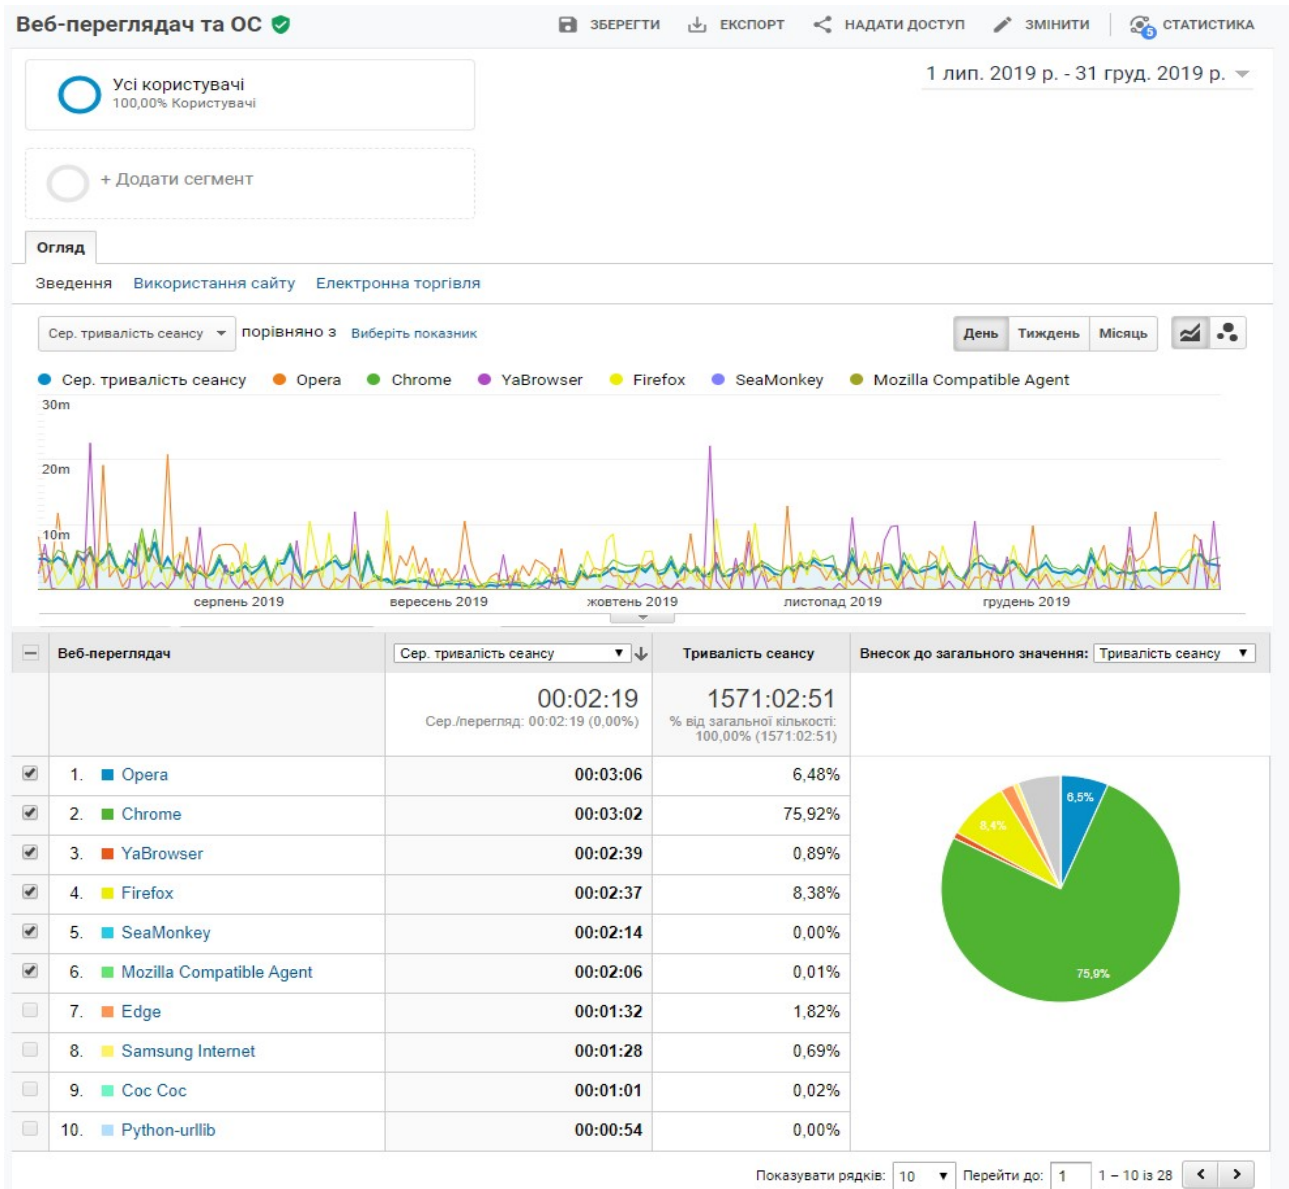 Веб-переглядач та ОС
ЗБЕРЕГТИ ЕКСПОРТ НАДАТИ ДОСТУП ЗМІНИТИ 5 СТАТИСТИКА
Усі користувачі
100,00% Користувачі
1 лип. 2019 р. - 31 груд. 2019 р.
+ Додати сегмент
Огляд
Зведення Використання сайту Електронна торгівля
Сер. тривалість сеансу порівняно з Виберіть показник
День Тиждень Місяць
Сер. тривалість сеансу Opera Chrome YaBrowser Firefox SeaMonkey Mozilla Compatible Agent
30m
20m
10m
серпень 2019 вересень 2019 жовтень 2019 листопад 2019 грудень 2019
Веб-переглядач Сер. тривалість сеансу Тривалість сеансу Внесок до загального значення: Тривалість сеансу
00:02:19 1571:02:51
Сер./перегляд: 00:02:19 (0,00%) % від загальної кількості:
100,00% (1571:02:51)
1. Opera 00:03:06 6,48%
2. Chrome 00:03:02 75,92%
3. YaBrowser 00:02:39 0,89%
4. Firefox 00:02:37 8,38%
5. SeaMonkey 00:02:14 0,00%
6. Mozilla Compatible Agent 00:02:06 0,01%
7. Edge 00:01:32 1,82%
8. Samsung Internet 00:01:28 0,69%
9. Coc Coc 00:01:01 0,02%
10. Python-urllib 00:00:54 0,00%
6,5%
8,4%
75,9%
Показувати рядків: 10 Перейти до: 1 1 – 10 із 28